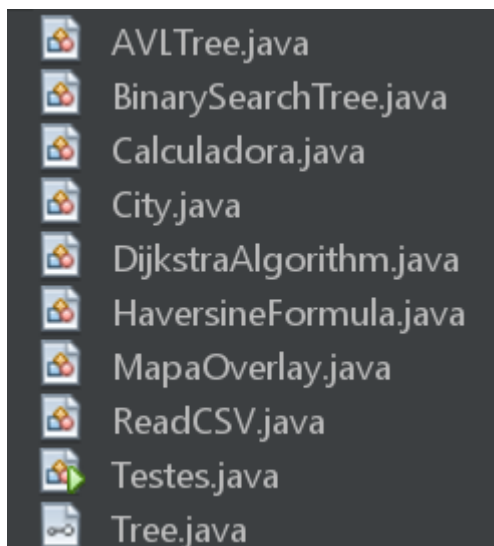 AVLTree.java
BinarySearchTree.java
Calculadora.java
City.java
DijkstraAlgorithm.java
HaversineFormula.java
MapaOverlay.java
ReadCSV.java
Testes.java
Tree.java